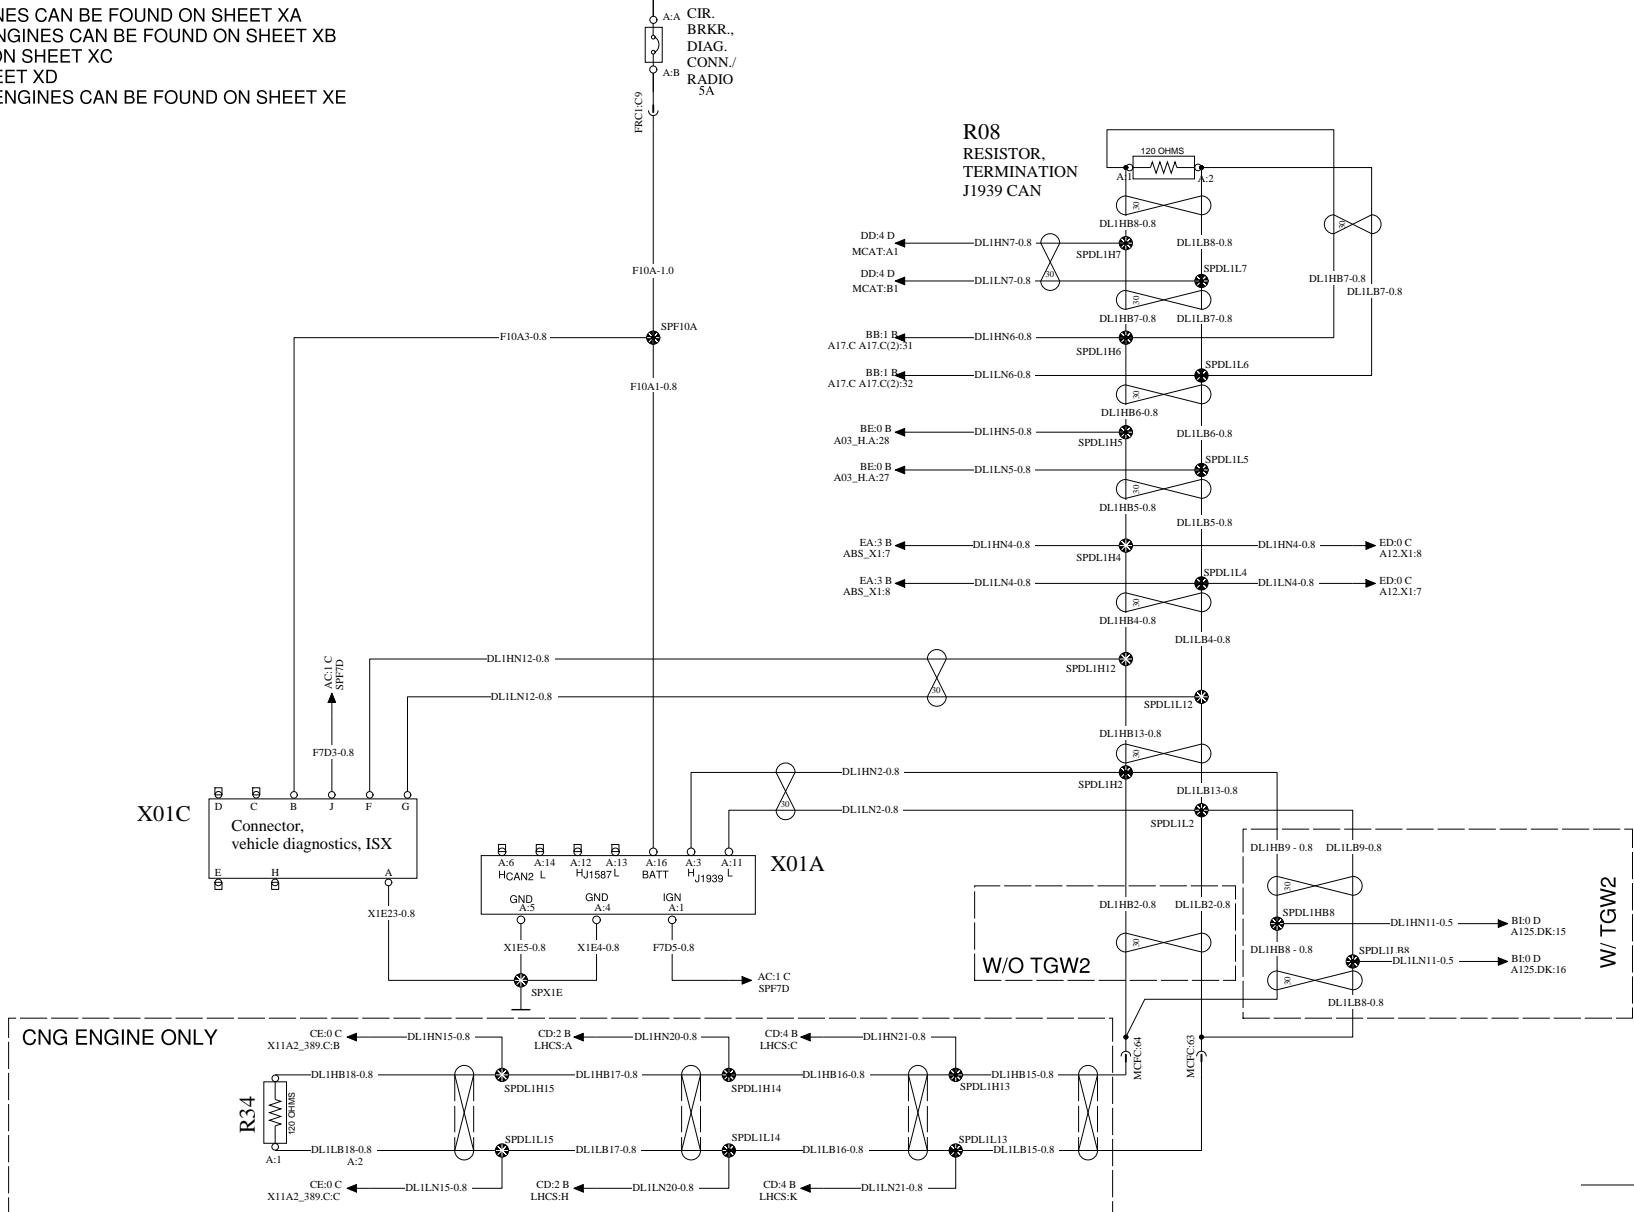 NES CAN BE FOUND ON SHEET XA
NGINES CAN BE FOUND ON SHEET XB
ON SHEET XC
EET XD
ENGINES CAN BE FOUND ON SHEET XE
A:A
CIR.
BRKR.,
DIAG.
CONN./
RADIO
5A
A:B
FRC1:C9
F10A-1.0
SPF10A
F10A3-0.8
F10A1-0.8
R08
RESISTOR,
TERMINATION
J1939 CAN
120 OHMS
A:1
A:2
30
DL1HB8-0.8
30
DD:4 D
MCAT:A1
DL1HN7-0.8
SPDL1H7
DL1LB8-0.8
DD:4 D
MCAT:B1
DL1LN7-0.8
30
SPDL1L7
DL1HB7-0.8
DL1LB7-0.8
30
DL1HB7-0.8
DL1LB7-0.8
BB:1 B
A17.C A17.C(2):31
DL1HN6-0.8
SPDL1H6
BB:1 B
A17.C A17.C(2):32
DL1LN6-0.8
SPDL1L6
30
DL1HB6-0.8
BE:0 B
A03_H.A:28
DL1HN5-0.8
SPDL1H5
DL1LB6-0.8
BE:0 B
A03_H.A:27
DL1LN5-0.8
SPDL1L5
30
DL1HB5-0.8
DL1LB5-0.8
EA:3 B
ABS_X1:7
DL1HN4-0.8
SPDL1H4
DL1HN4-0.8
ED:0 C
A12.X1:8
EA:3 B
ABS_X1:8
DL1LN4-0.8
SPDL1L4
DL1LN4-0.8
ED:0 C
A12.X1:7
30
DL1HB4-0.8
DL1LB4-0.8
DL1HN12-0.8
SPDL1H12
DL1LN12-0.8
30
SPDL1L12
AC:1 C
SPF7D
F7D3-0.8
DL1HB13-0.8
30
DL1HN2-0.8
SPDL1H2
DL1LB13-0.8
DL1LN2-0.8
30
SPDL1L2
X01C
D
C
B
J
F
G
Connector,
vehicle diagnostics, ISX
E
H
A
X1E23-0.8
X01A
A:6
A:14
A:12
A:13
A:16
A:3
A:11
H CAN2 L
H J1587 L
BATT
H J1939 L
GND
A:5
GND
A:4
IGN
A:1
X1E5-0.8
X1E4-0.8
F7D5-0.8
SPX1E
AC:1 C
SPF7D
DL1HB2-0.8
DL1LB2-0.8
30
W/O TGW2
DL1HB9 - 0.8
DL1LB9-0.8
30
SPDL1HB8
DL1HN11-0.5
BI:0 D
A125.DK:15
DL1HB8 - 0.8
SPDL1LB8
DL1LN11-0.5
BI:0 D
A125.DK:16
30
DL1LB8-0.8
W/ TGW2
MCFC:64
MCFC:63
CNG ENGINE ONLY
CE:0 C
X11A2_389.C:B
DL1HN15-0.8
CD:2 B
LHCS:A
DL1HN20-0.8
CD:4 B
LHCS:C
DL1HN21-0.8
DL1HB18-0.8
SPDL1H15
DL1HB17-0.8
SPDL1H14
DL1HB16-0.8
SPDL1H13
DL1HB15-0.8
R34
120 OHMS
A:1
DL1LB18-0.8
A:2
SPDL1L15
DL1LB17-0.8
SPDL1L14
DL1LB16-0.8
SPDL1L13
DL1LB15-0.8
CE:0 C
X11A2_389.C:C
DL1LN15-0.8
CD:2 B
LHCS:H
DL1LN20-0.8
CD:4 B
LHCS:K
DL1LN21-0.8